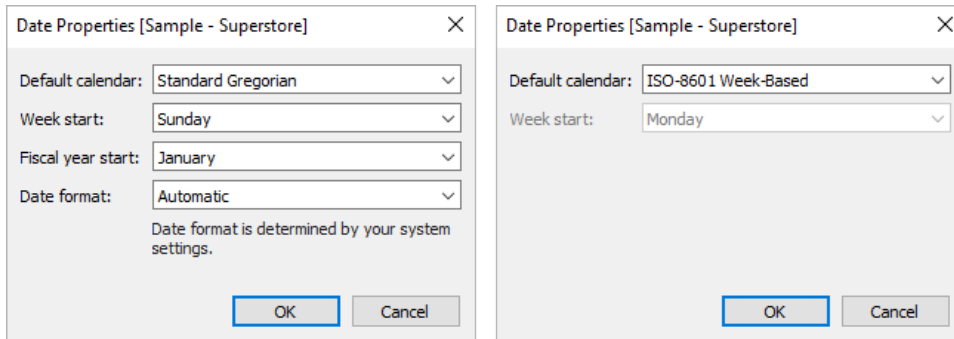 Date Properties [Sample - Superstore]
Default calendar: Standard Gregorian
Week start: Sunday
Fiscal year start: January
Date format: Automatic
Date format is determined by your system
settings.
OK Cancel
Date Properties [Sample - Superstore]
Default calendar: ISO-8601 Week-Based
Week start: Monday
OK Cancel